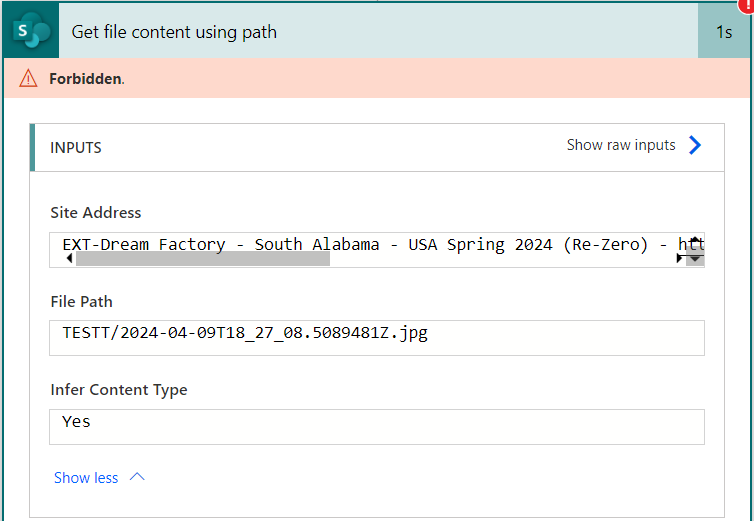 S
Get file content using path
1s
Forbidden.
INPUTS
Show raw inputs
Site Address
EXT-Dream Factory - South Alabama - USA Spring 2024 (Re-Zero) - htt
File Path
TESTT/2024-04-09T18_27_08.5089481Z.jpg
Infer Content Type
Yes
Show less